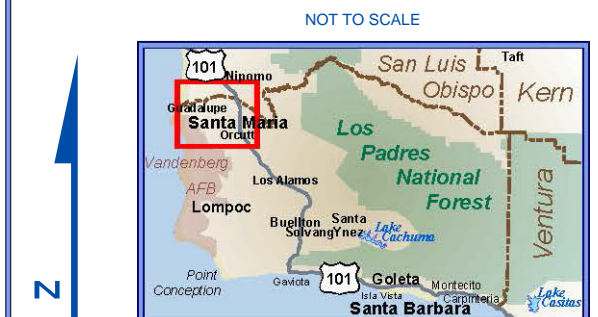 NOT TO SCALE
Taft
San Luis
Obispo
Kern
101
Nipomo
Guadalupe
Santa Maria
Orcutt
Los
Padres
National
Forest
Vandenberg
AFB
Los Alamos
Lompoc
Ventura
Buellton
Santa
Solvang
Ynez
Lake
Cachuma
Point
Conception
Gaviota
101
Goleta
Montecito
Isla Vista
Carpinteria
Santa Barbara
Lake
Casitas
N